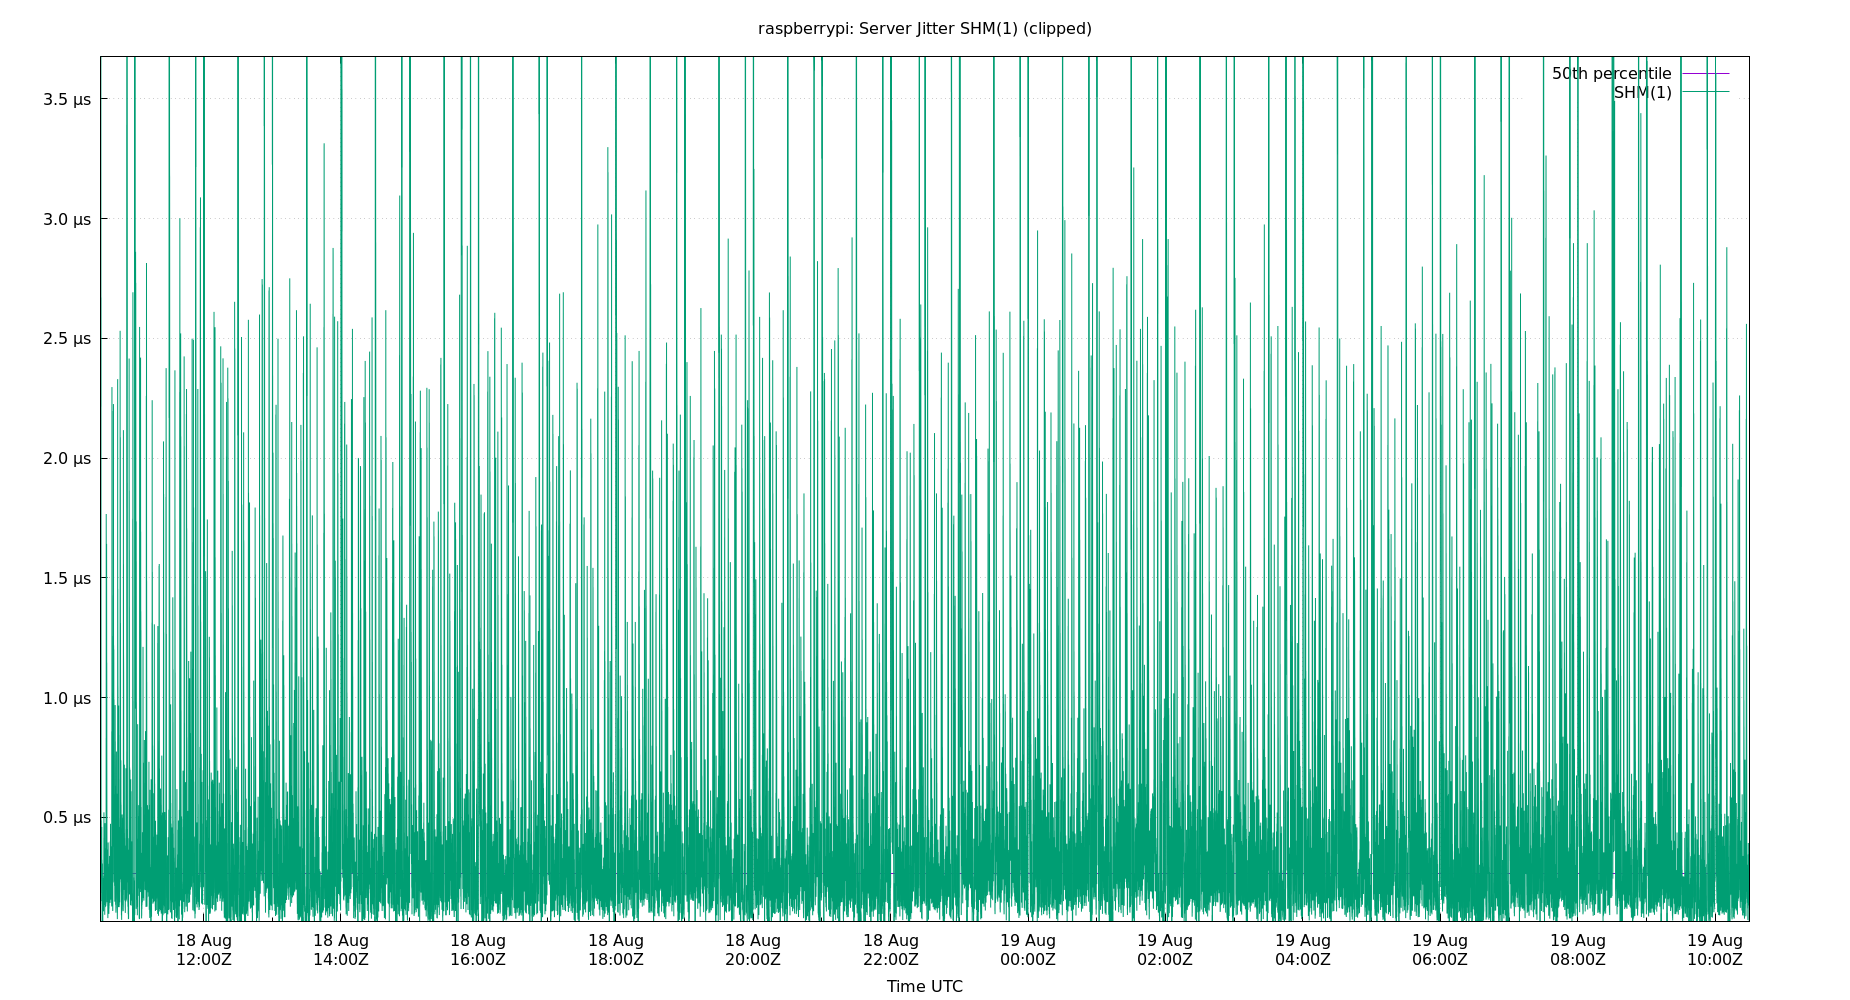 raspberrypi: Server Jitter SHM(1) (clipped)
50th percentile
SHM(1)
3.5 µs
3.0 µs
2.5 µs
2.0 µs
1.5 µs
1.0 µs
0.5 µs
18 Aug 18 Aug 18 Aug 18 Aug 18 Aug 18 Aug 19 Aug 19 Aug 19 Aug 19 Aug 19 Aug 19 Aug
12:00Z 14:00Z 16:00Z 18:00Z 20:00Z 22:00Z 00:00Z 02:00Z 04:00Z 06:00Z 08:00Z 10:00Z
Time UTC